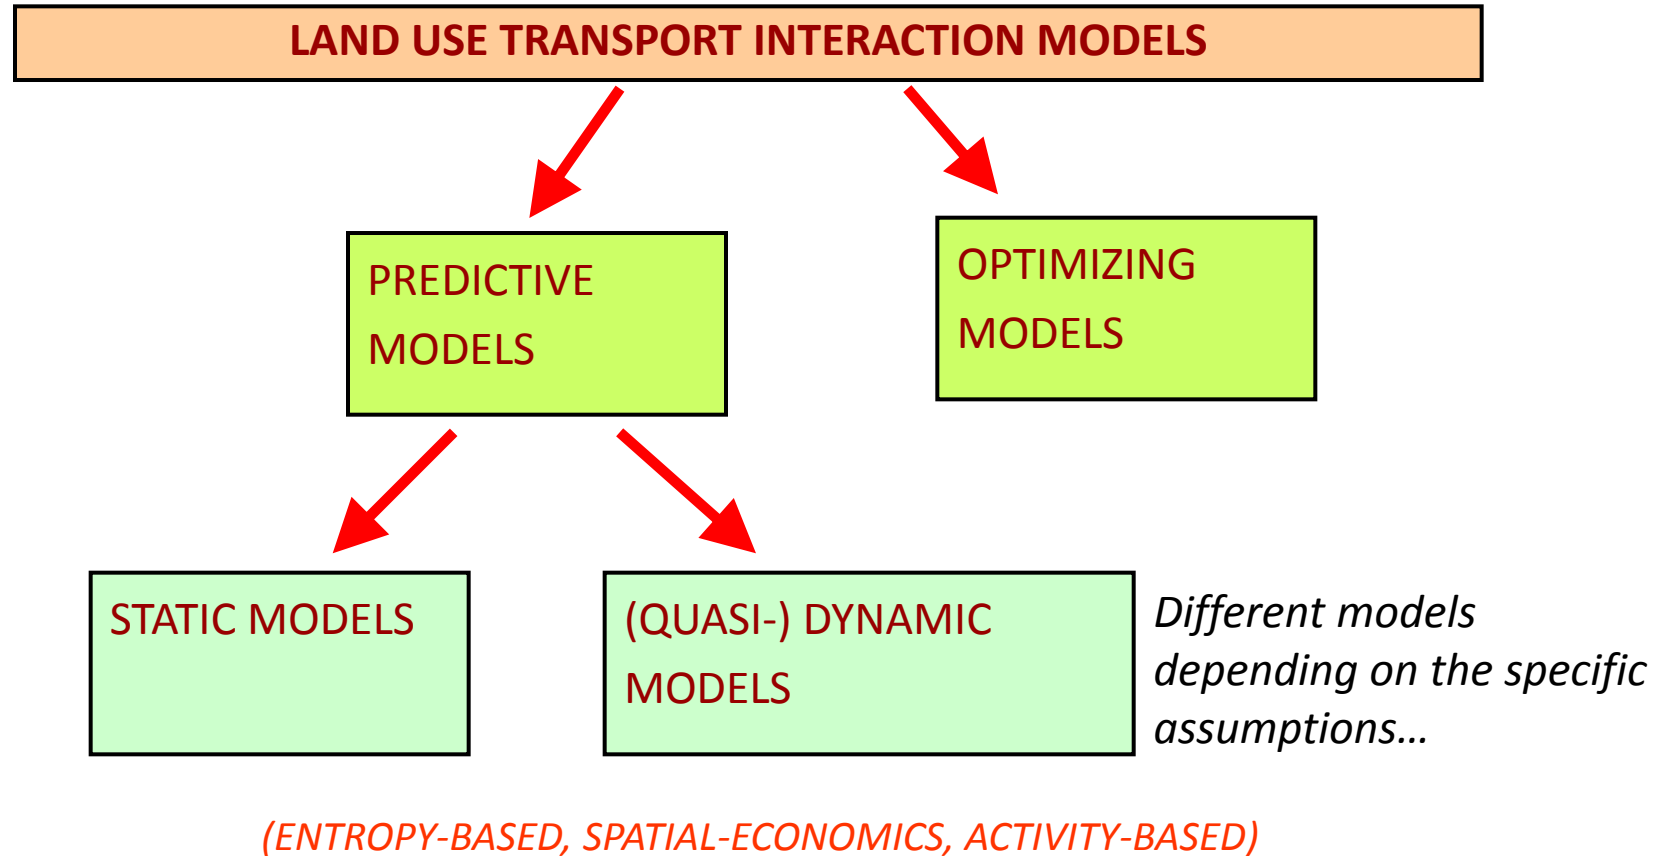 LAND USE TRANSPORT INTERACTION MODELS
PREDICTIVE
MODELS
OPTIMIZING
MODELS
STATIC MODELS
(QUASI-) DYNAMIC
MODELS
Different models
depending on the specific
assumptions…
(ENTROPY-BASED, SPATIAL-ECONOMICS, ACTIVITY-BASED)